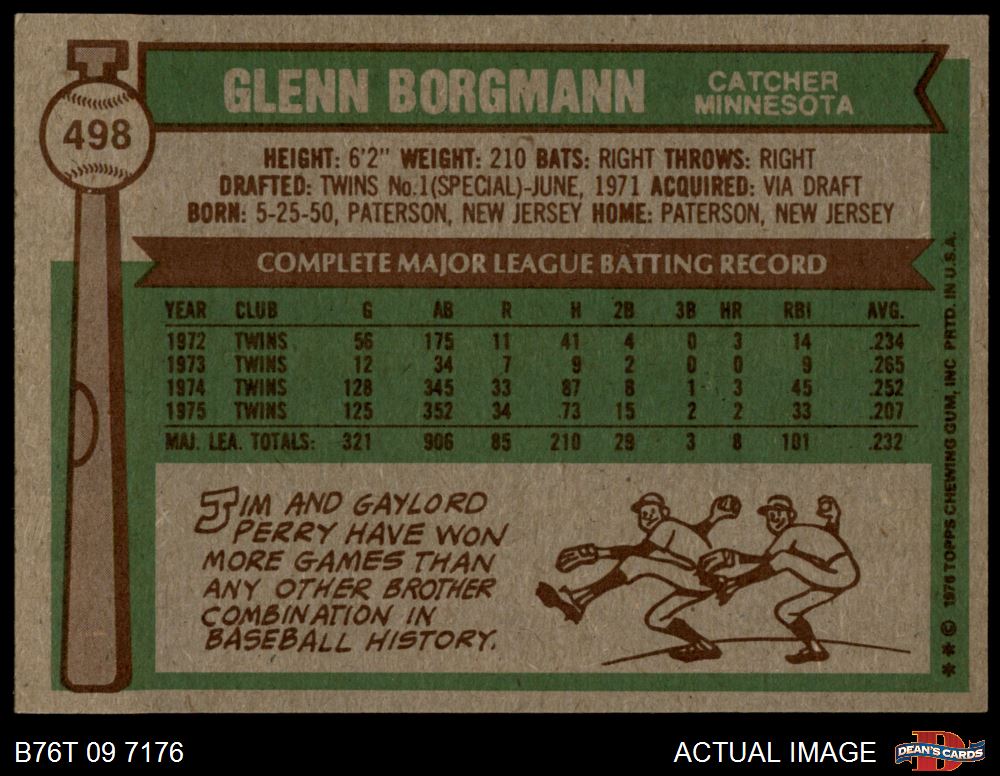 498
GLENN BORGMANN
CATCHER
MINNESOTA
HEIGHT: 6'2" WEIGHT: 210 BATS: RIGHT THROWS: RIGHT
DRAFTED: TWINS No.1(SPECIAL)-JUNE, 1971 ACQUIRED: VIA DRAFT
BORN: 5-25-50, PATERSON, NEW JERSEY HOME: PATERSON, NEW JERSEY
COMPLETE MAJOR LEAGUE BATTING RECORD
YEAR CLUB G AB R H 2B 3B HR RBI AVG.
1972 TWINS 56 175 11 41 4 0 3 14 .234
1973 TWINS 12 34 7 9 2 0 0 9 .265
1974 TWINS 128 345 33 87 8 1 3 45 .252
1975 TWINS 125 352 34 73 15 2 2 33 .207
MAJ. LEA. TOTALS: 321 906 85 210 29 3 8 101 .232
JIM AND GAYLORD
PERRY HAVE WON
MORE GAMES THAN
ANY OTHER BROTHER
COMBINATION IN
BASEBALL HISTORY.
** © 1976 TOPPS CHEWING GUM, INC PRTD. IN U.S.A.
B76T 09 7176
ACTUAL IMAGE
DEAN'S CARDS